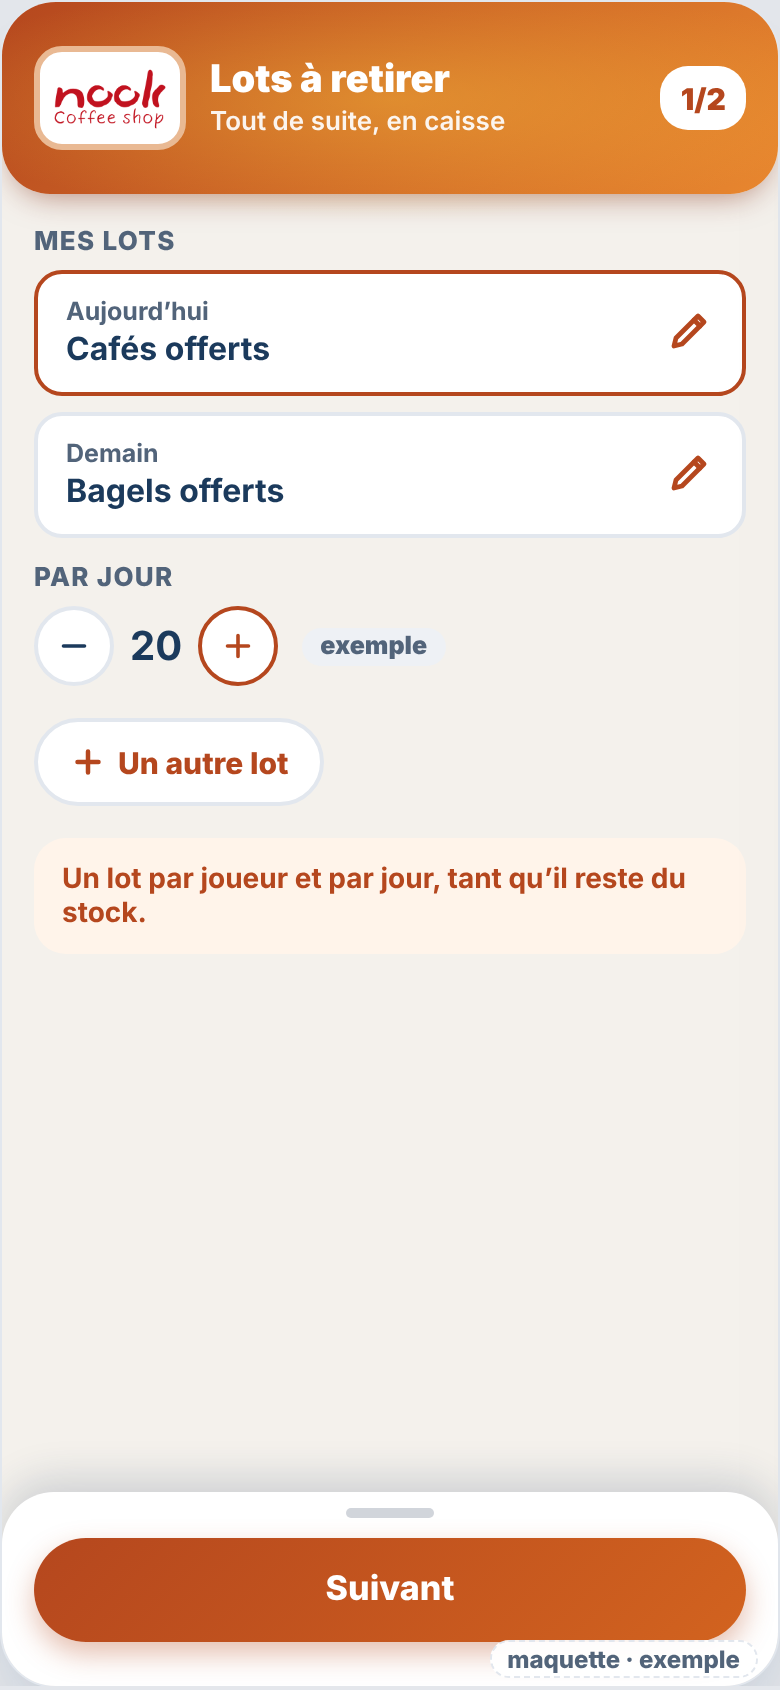 nook
Coffee shop
Lots à retirer
Tout de suite, en caisse
1/2
MES LOTS
Aujourd’hui
Cafés offerts
Demain
Bagels offerts
PAR JOUR
− 20 + exemple
+ Un autre lot
Un lot par joueur et par jour, tant qu’il reste du
stock.
Suivant
maquette · exemple